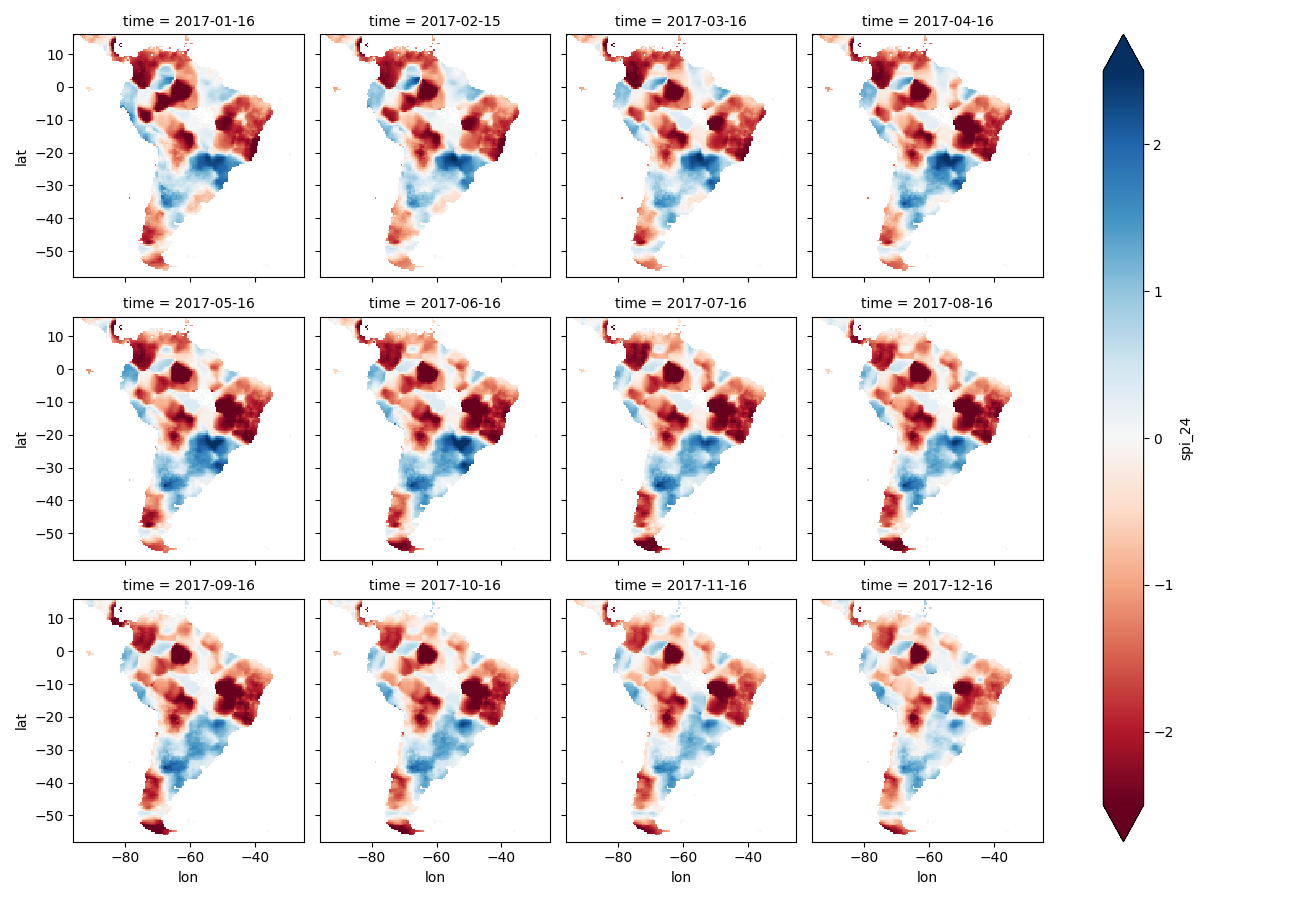 time = 2017-01-16
time = 2017-02-15
time = 2017-03-16
time = 2017-04-16
10
0
−10
−20
−30
−40
−50
lat
time = 2017-05-16
time = 2017-06-16
time = 2017-07-16
time = 2017-08-16
10
0
−10
−20
−30
−40
−50
lat
time = 2017-09-16
time = 2017-10-16
time = 2017-11-16
time = 2017-12-16
10
0
−10
−20
−30
−40
−50
lat
−80 −60 −40
lon
−80 −60 −40
lon
−80 −60 −40
lon
−80 −60 −40
lon
2
1
0
−1
−2
spi_24